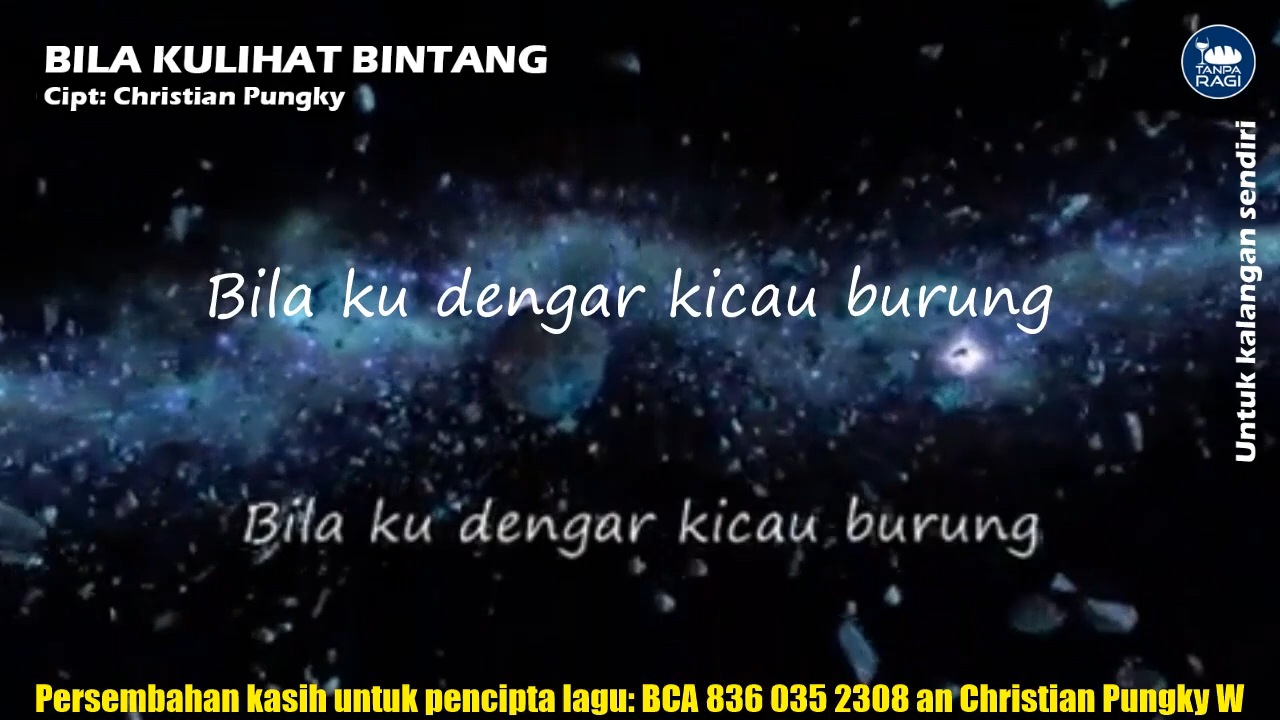 BILA KULIHAT BINTANG
Cipt: Christian Pungky
TANPA
RAGI
Untuk kalangan sendiri
Bila ku dengar kicau burung
Bila ku dengar kicau burung
Persembahan kasih untuk pencipta lagu: BCA 836 035 2308 an Christian Pungky W